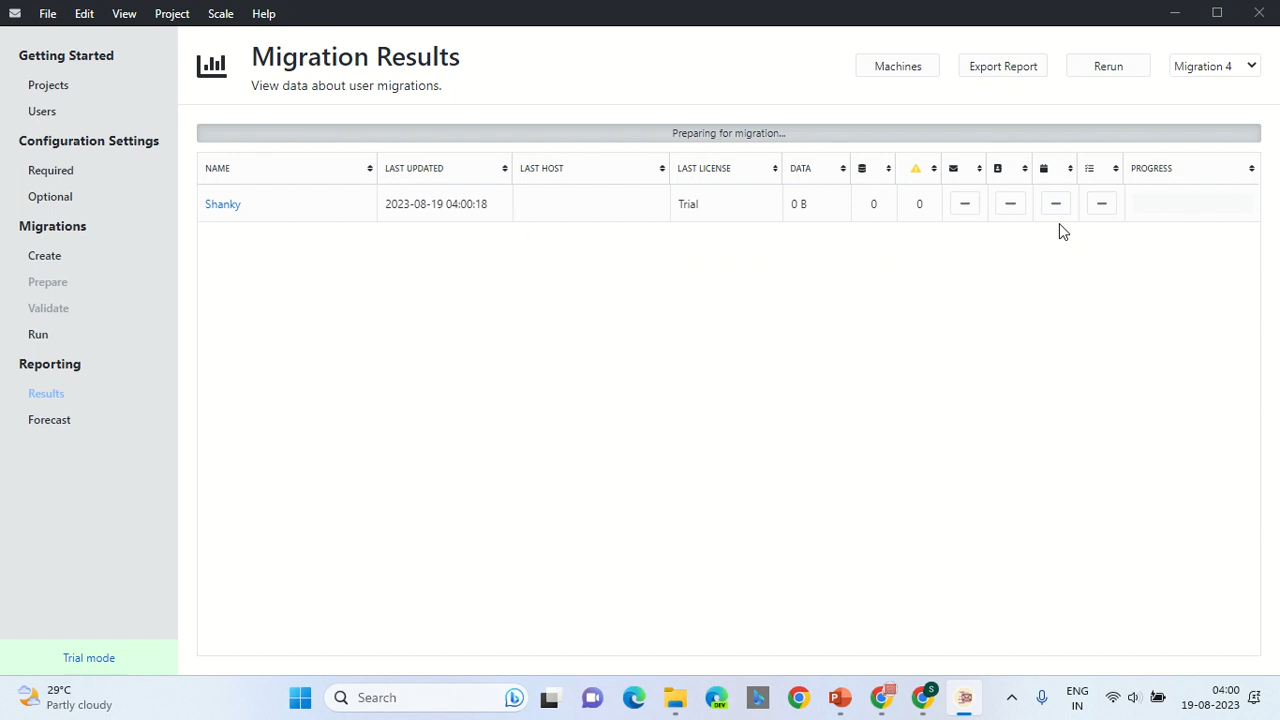 File Edit View Project Scale Help
Getting Started
Projects
Users
Configuration Settings
Required
Optional
Migrations
Create
Prepare
Validate
Run
Reporting
Results
Forecast
Trial mode
Migration Results
View data about user migrations.
Machines Export Report Rerun Migration 4
Preparing for migration...
NAME LAST UPDATED LAST HOST LAST LICENSE DATA PROGRESS
Shanky 2023-08-19 04:00:18 Trial 0 B 0 0
29°C
Partly cloudy
Search
DEV
S
ENG
IN
04:00
19-08-2023